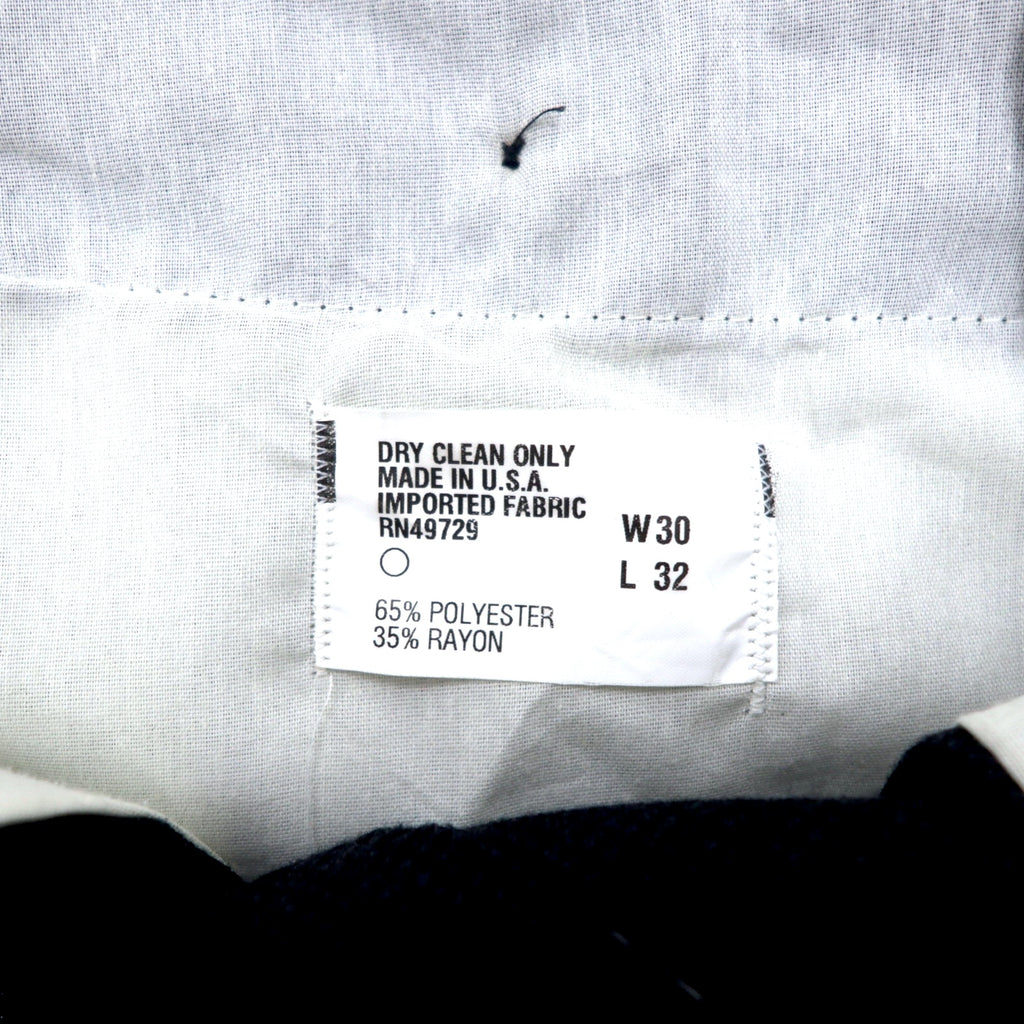 DRY CLEAN ONLY
MADE IN U.S.A.
IMPORTED FABRIC
RN49729
W30
L 32
65% POLYESTER
35% RAYON